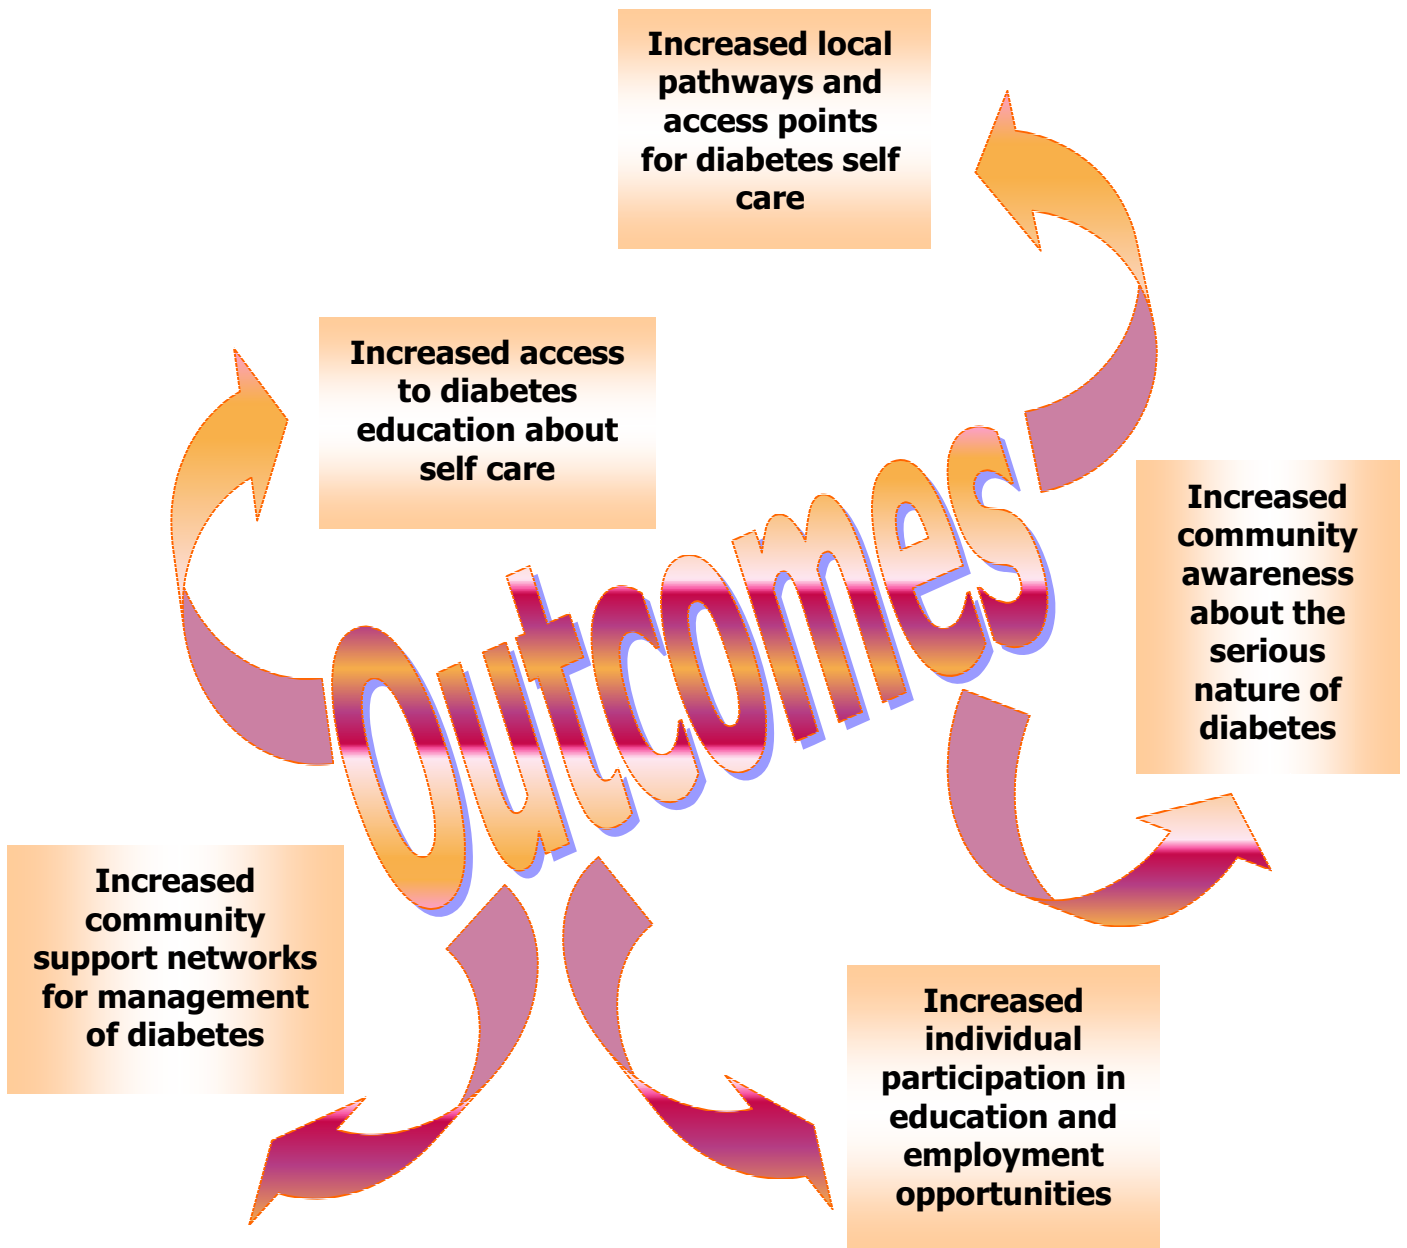 Increased local
pathways and
access points
for diabetes self
care
Increased access
to diabetes
education about
self care
Outcomes
Increased
community
awareness
about the
serious
nature of
diabetes
Increased
community
support networks
for management
of diabetes
Increased
individual
participation in
education and
employment
opportunities